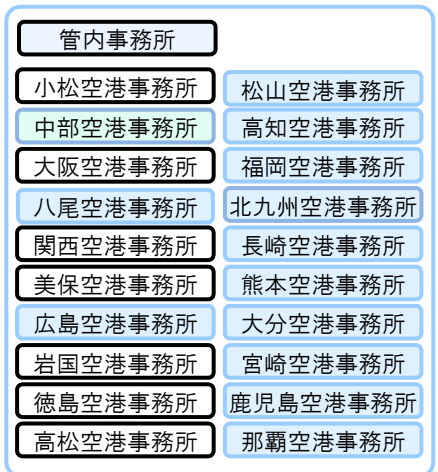 管内事務所
小松空港事務所
中部空港事務所
大阪空港事務所
八尾空港事務所
関西空港事務所
美保空港事務所
広島空港事務所
岩国空港事務所
徳島空港事務所
高松空港事務所
松山空港事務所
高知空港事務所
福岡空港事務所
北九州空港事務所
長崎空港事務所
熊本空港事務所
大分空港事務所
宮崎空港事務所
鹿児島空港事務所
那覇空港事務所